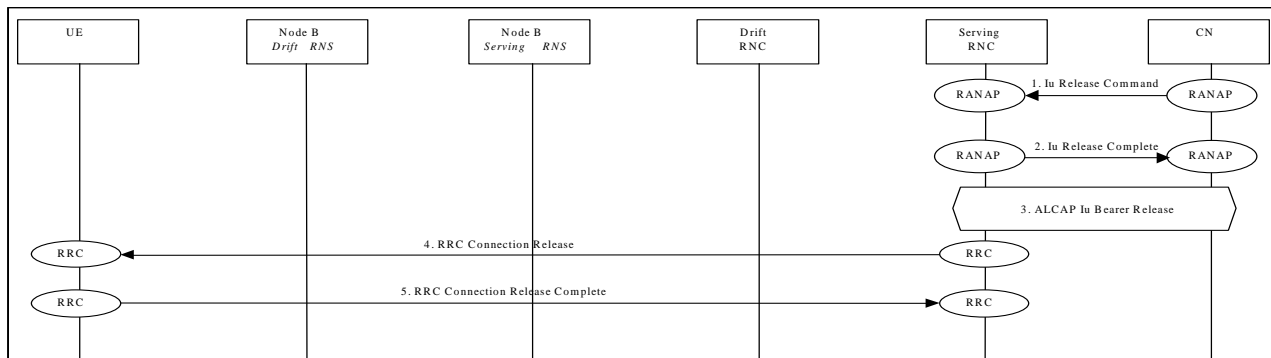 UE
Node B
Drift RNS
Node B
Serving RNS
Drift
RNC
Serving
RNC
CN
RANAP
1. Iu Release Command
RANAP
RANAP
2. Iu Release Complete
RANAP
3. ALCAP Iu Bearer Release
RRC
4. RRC Connection Release
RRC
RRC
5. RRC Connection Release Complete
RRC